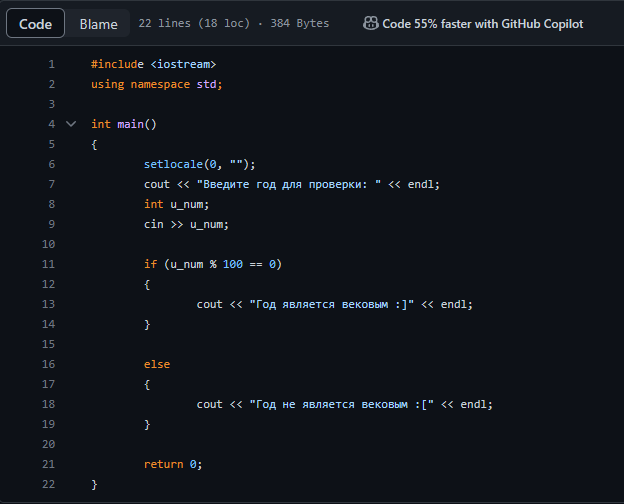 Code Blame 22 lines (18 loc) · 384 Bytes Code 55% faster with GitHub Copilot
1 #include <iostream>
2 using namespace std;
3
4 int main()
5 {
6 setlocale(0, "");
7 cout << "Введите год для проверки: " << endl;
8 int u_num;
9 cin >> u_num;
10
11 if (u_num % 100 == 0)
12 {
13 cout << "Год является вековым :]" << endl;
14 }
15
16 else
17 {
18 cout << "Год не является вековым :[" << endl;
19 }
20
21 return 0;
22 }